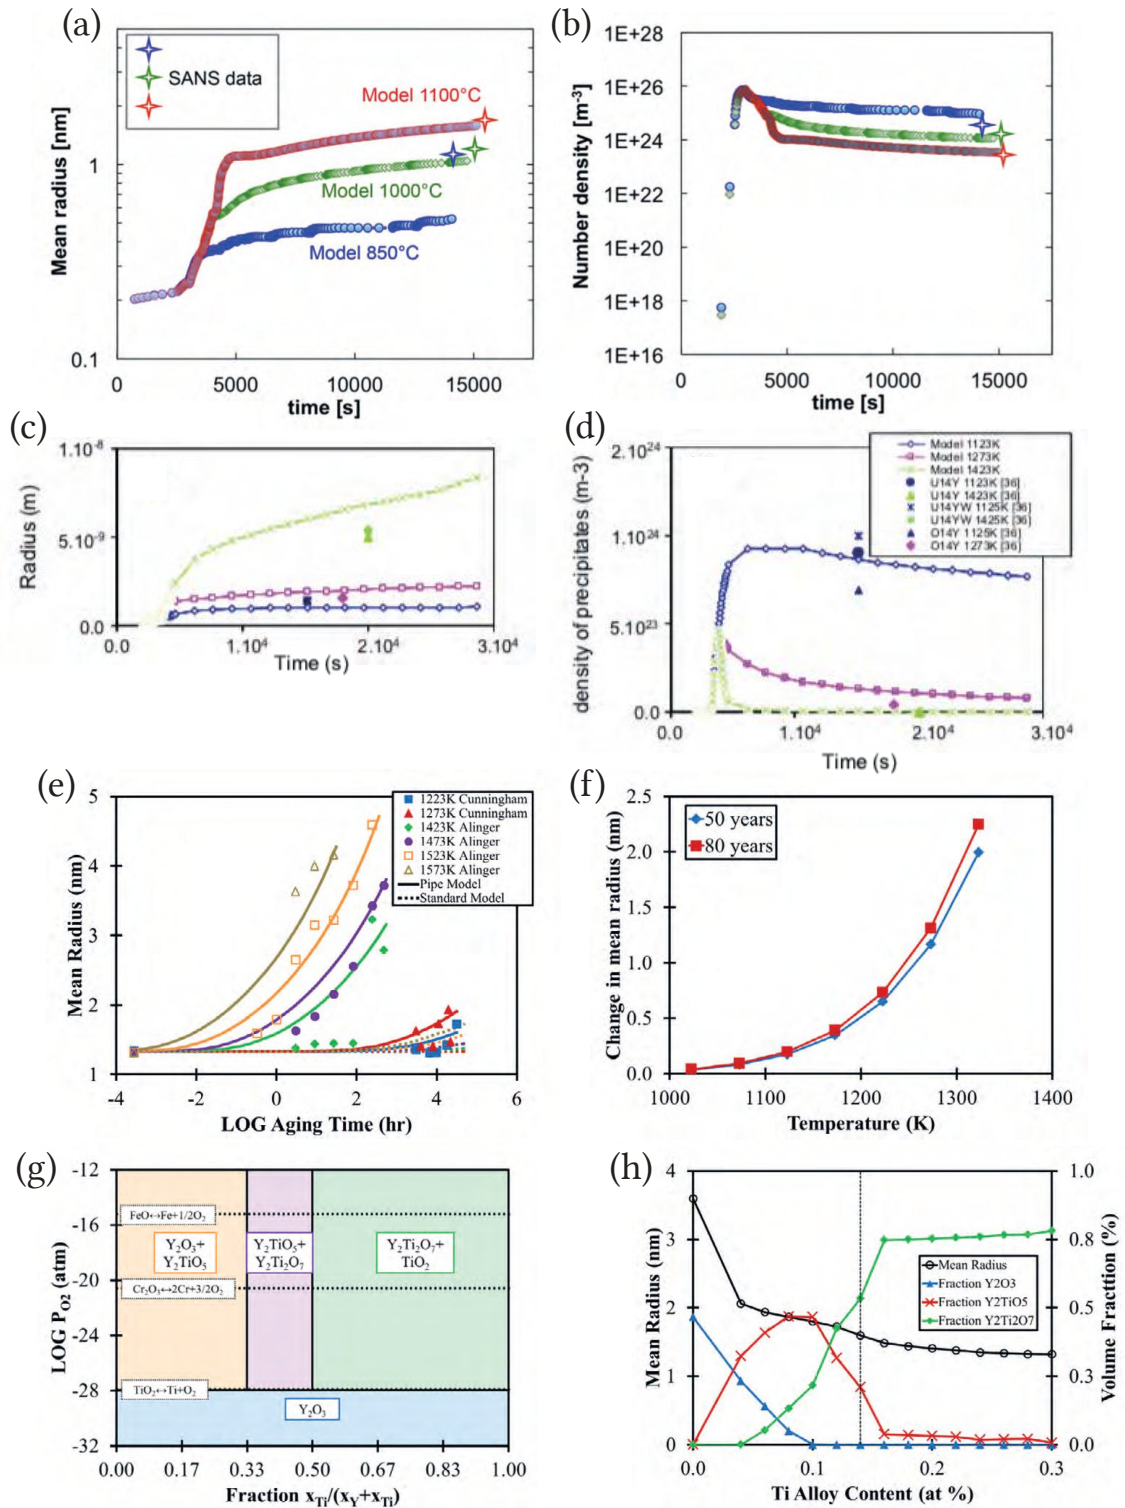 (a)
SANS data
Model 1100°C
Model 1000°C
Model 850°C
Mean radius [nm]
1
0.1
0
5000
10000
15000
time [s]
(b)
1E+28
1E+26
1E+24
1E+22
1E+20
1E+18
1E+16
Number density [m-3]
0
5000
10000
15000
time [s]
(c)
1.10-8
5.10-9
0.0
Radius (m)
0.0
1.104
2.104
3.104
Time (s)
(d)
2.1024
1.1024
5.1023
0.0
density of precipitates (m-3)
Model 1123K
Model 1273K
Model 1423K
U14Y 1123K [36]
U14Y 1423K [36]
U14YW 1125K [36]
U14YW 1425K [36]
O14Y 1125K [36]
O14Y 1273K [36]
0.0
1.104
2.104
3.104
Time (s)
(e)
5
4
3
2
1
Mean Radius (nm)
1223K Cunningham
1273K Cunningham
1423K Alinger
1473K Alinger
1523K Alinger
1573K Alinger
Pipe Model
Standard Model
-4
-2
0
2
4
6
LOG Aging Time (hr)
(f)
2.5
2.0
1.5
1.0
0.5
0.0
Change in mean radius (nm)
50 years
80 years
1000
1100
1200
1300
1400
Temperature (K)
(g)
-12
-16
-20
-24
-28
-32
LOG PO2 (atm)
FeO↔Fe+1/2O2
Y2O3+
Y2TiO5
Y2TiO5+
Y2Ti2O7
Y2Ti2O7+
TiO2
Cr2O3↔2Cr+3/2O2
TiO2↔Ti+O2
Y2O3
0.00
0.17
0.33
0.50
0.67
0.83
1.00
Fraction xTi/(xY+xTi)
(h)
4
3
2
1
0
Mean Radius (nm)
1.0
0.8
0.5
0.3
0.0
Volume Fraction (%)
Mean Radius
Fraction Y2O3
Fraction Y2TiO5
Fraction Y2Ti2O7
0.0
0.1
0.2
0.3
Ti Alloy Content (at %)